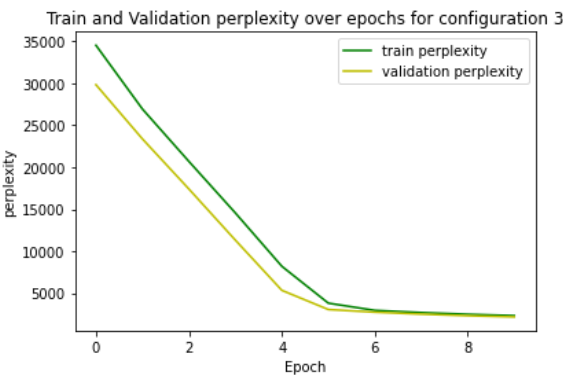 Train and Validation perplexity over epochs for configuration 3
35000
30000
25000
20000
15000
10000
5000
perplexity
train perplexity
validation perplexity
0 2 4 6 8
Epoch